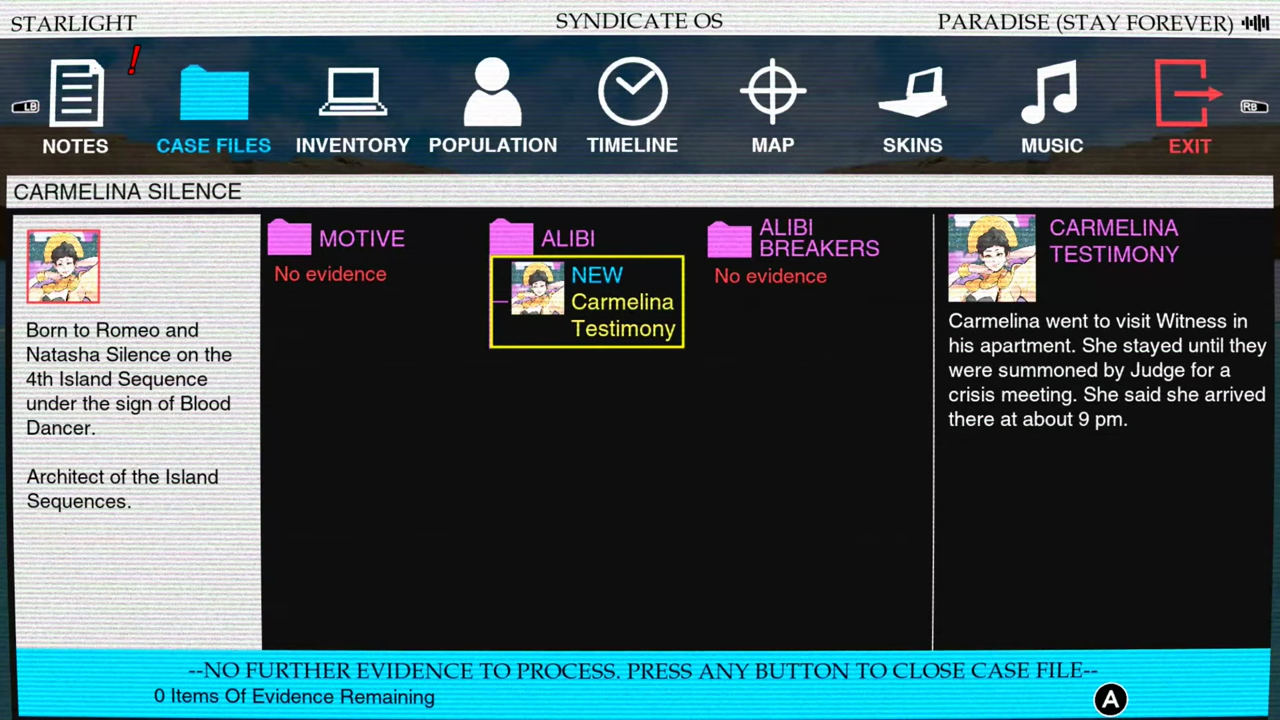 STARLIGHT
SYNDICATE OS
PARADISE (STAY FOREVER)
LB
!
NOTES
CASE FILES
INVENTORY
POPULATION
TIMELINE
MAP
SKINS
MUSIC
EXIT
RB
CARMELINA SILENCE
Born to Romeo and
Natasha Silence on the
4th Island Sequence
under the sign of Blood
Dancer.
Architect of the Island
Sequences.
MOTIVE
No evidence
ALIBI
NEW
Carmelina
Testimony
ALIBI
BREAKERS
No evidence
CARMELINA
TESTIMONY
Carmelina went to visit Witness in
his apartment. She stayed until they
were summoned by Judge for a
crisis meeting. She said she arrived
there at about 9 pm.
--NO FURTHER EVIDENCE TO PROCESS. PRESS ANY BUTTON TO CLOSE CASE FILE--
0 Items Of Evidence Remaining
A